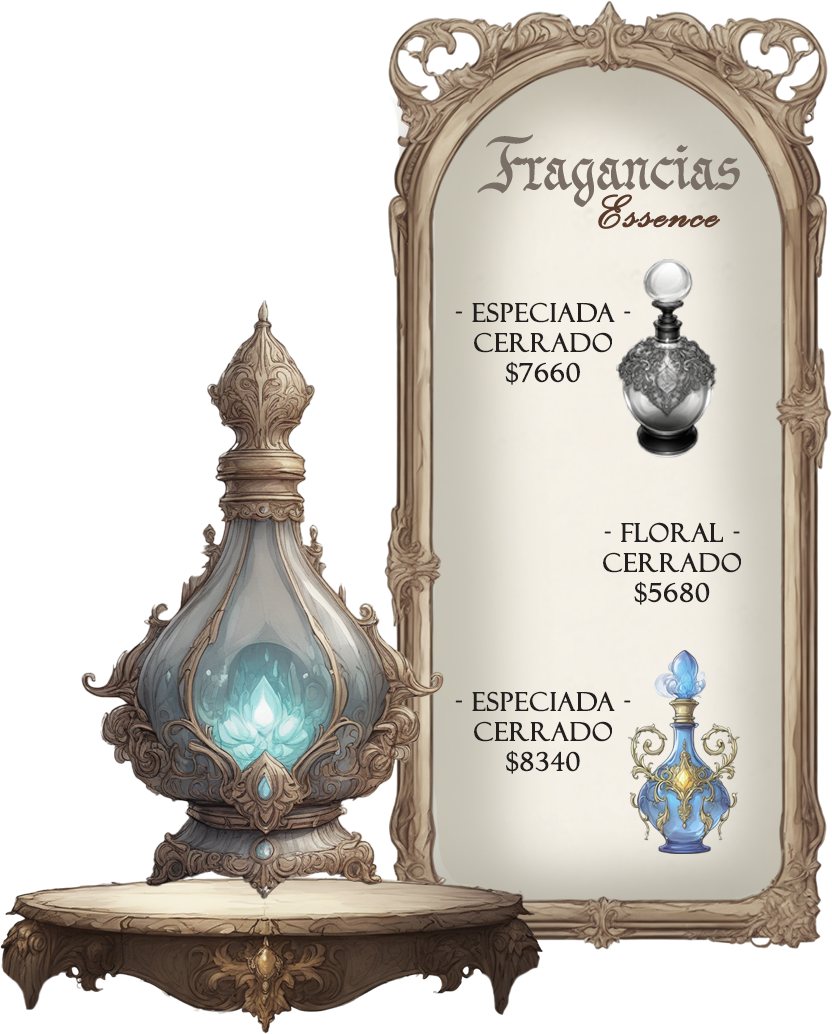 Fragancias
Essence
- ESPECIADA -
CERRADO
$7660
- FLORAL -
CERRADO
$5680
- ESPECIADA -
CERRADO
$8340